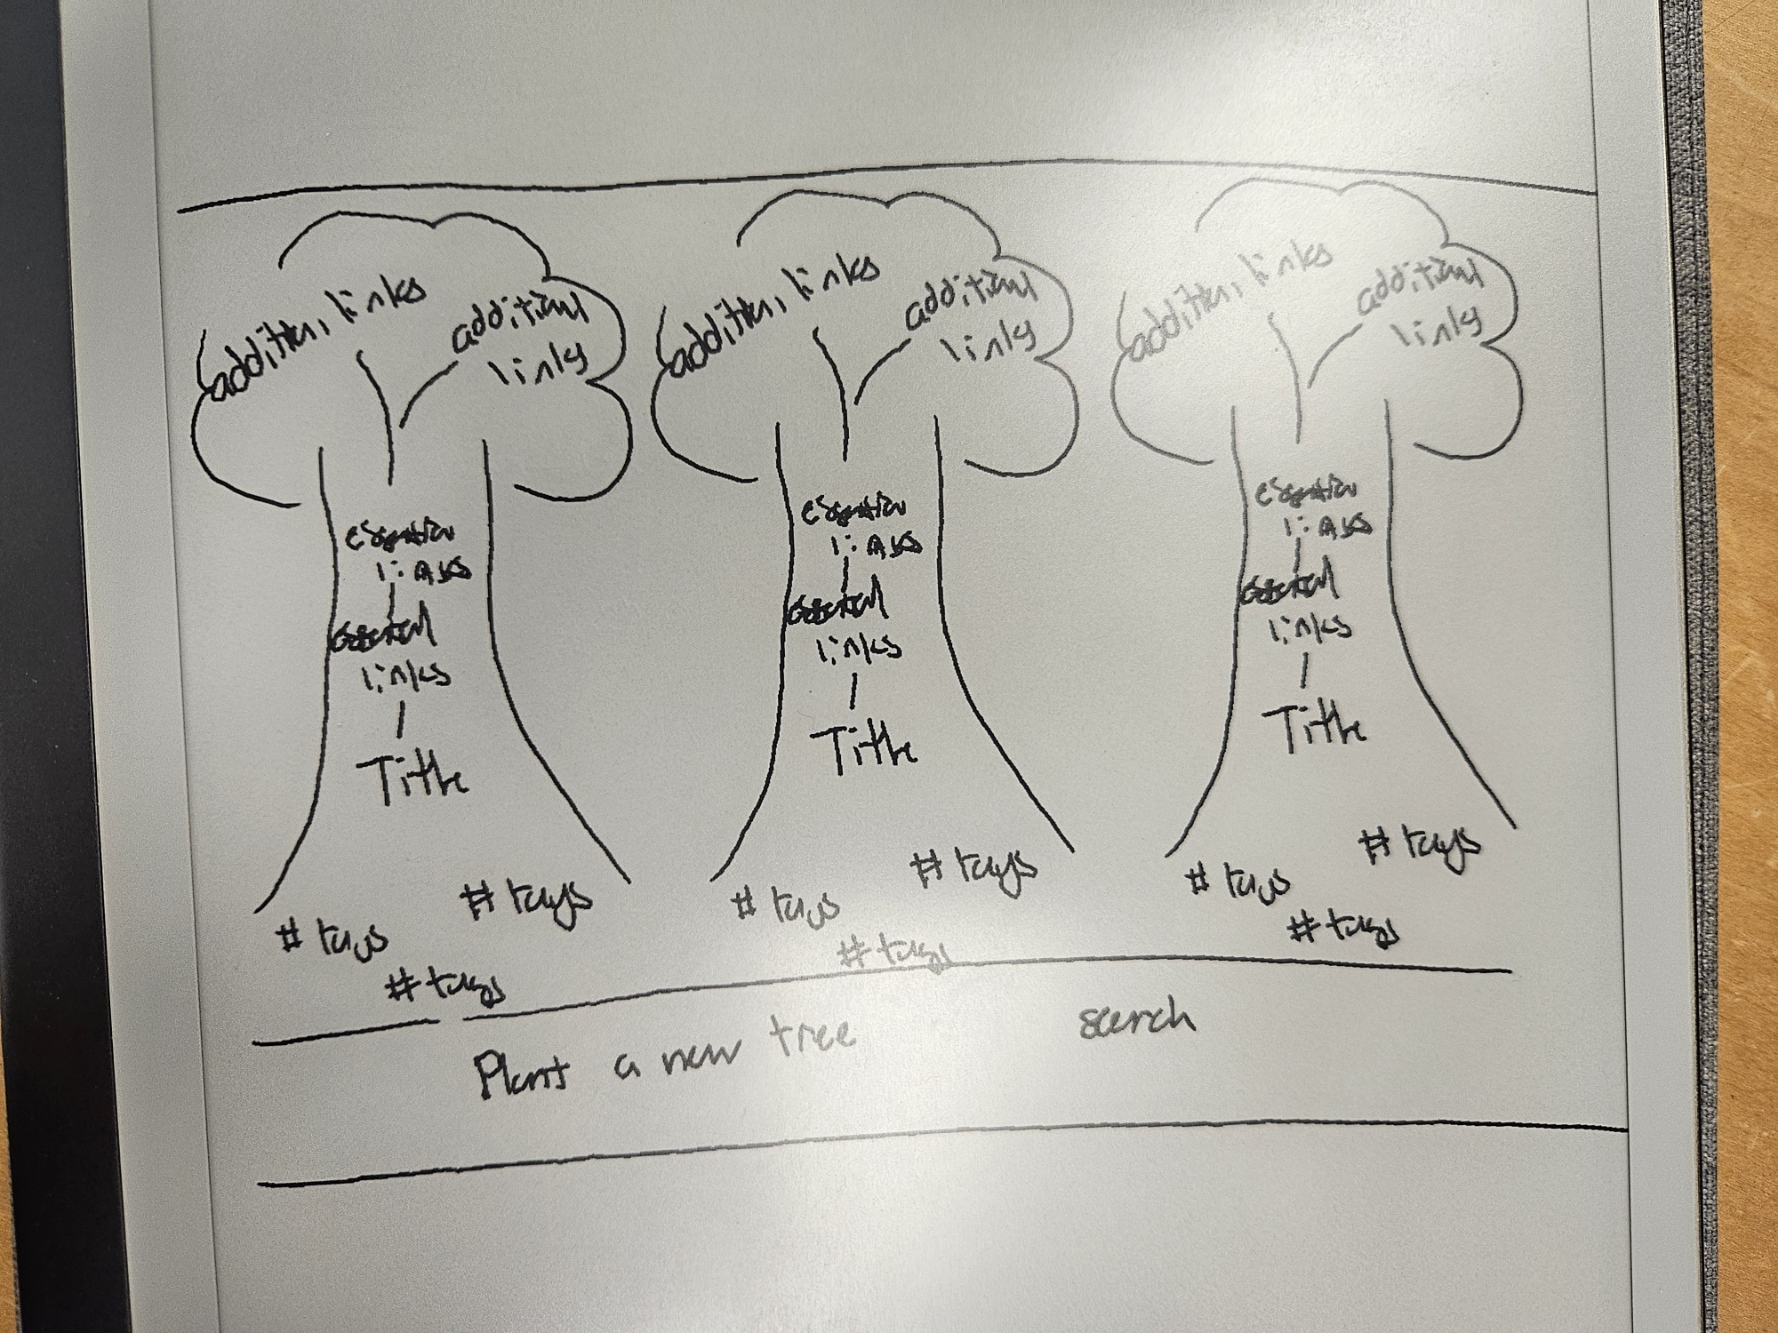 additional links
additional
links
essential
links
essential
links
Title
# tags
# tags
# tags
additional links
additional
links
essential
links
essential
links
Title
# tags
# tags
# tags
additional links
additional
links
essential
links
essential
links
Title
# tags
# tags
# tags
Plant a new tree
search